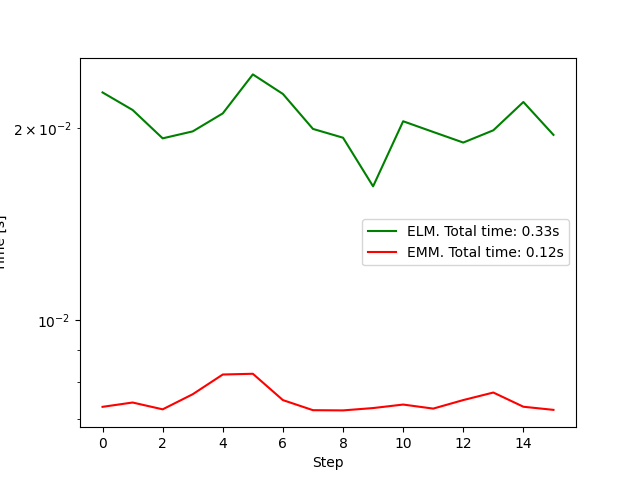 2 × 10⁻²
10⁻²
Time [s]
ELM. Total time: 0.33s
EMM. Total time: 0.12s
0 2 4 6 8 10 12 14
Step